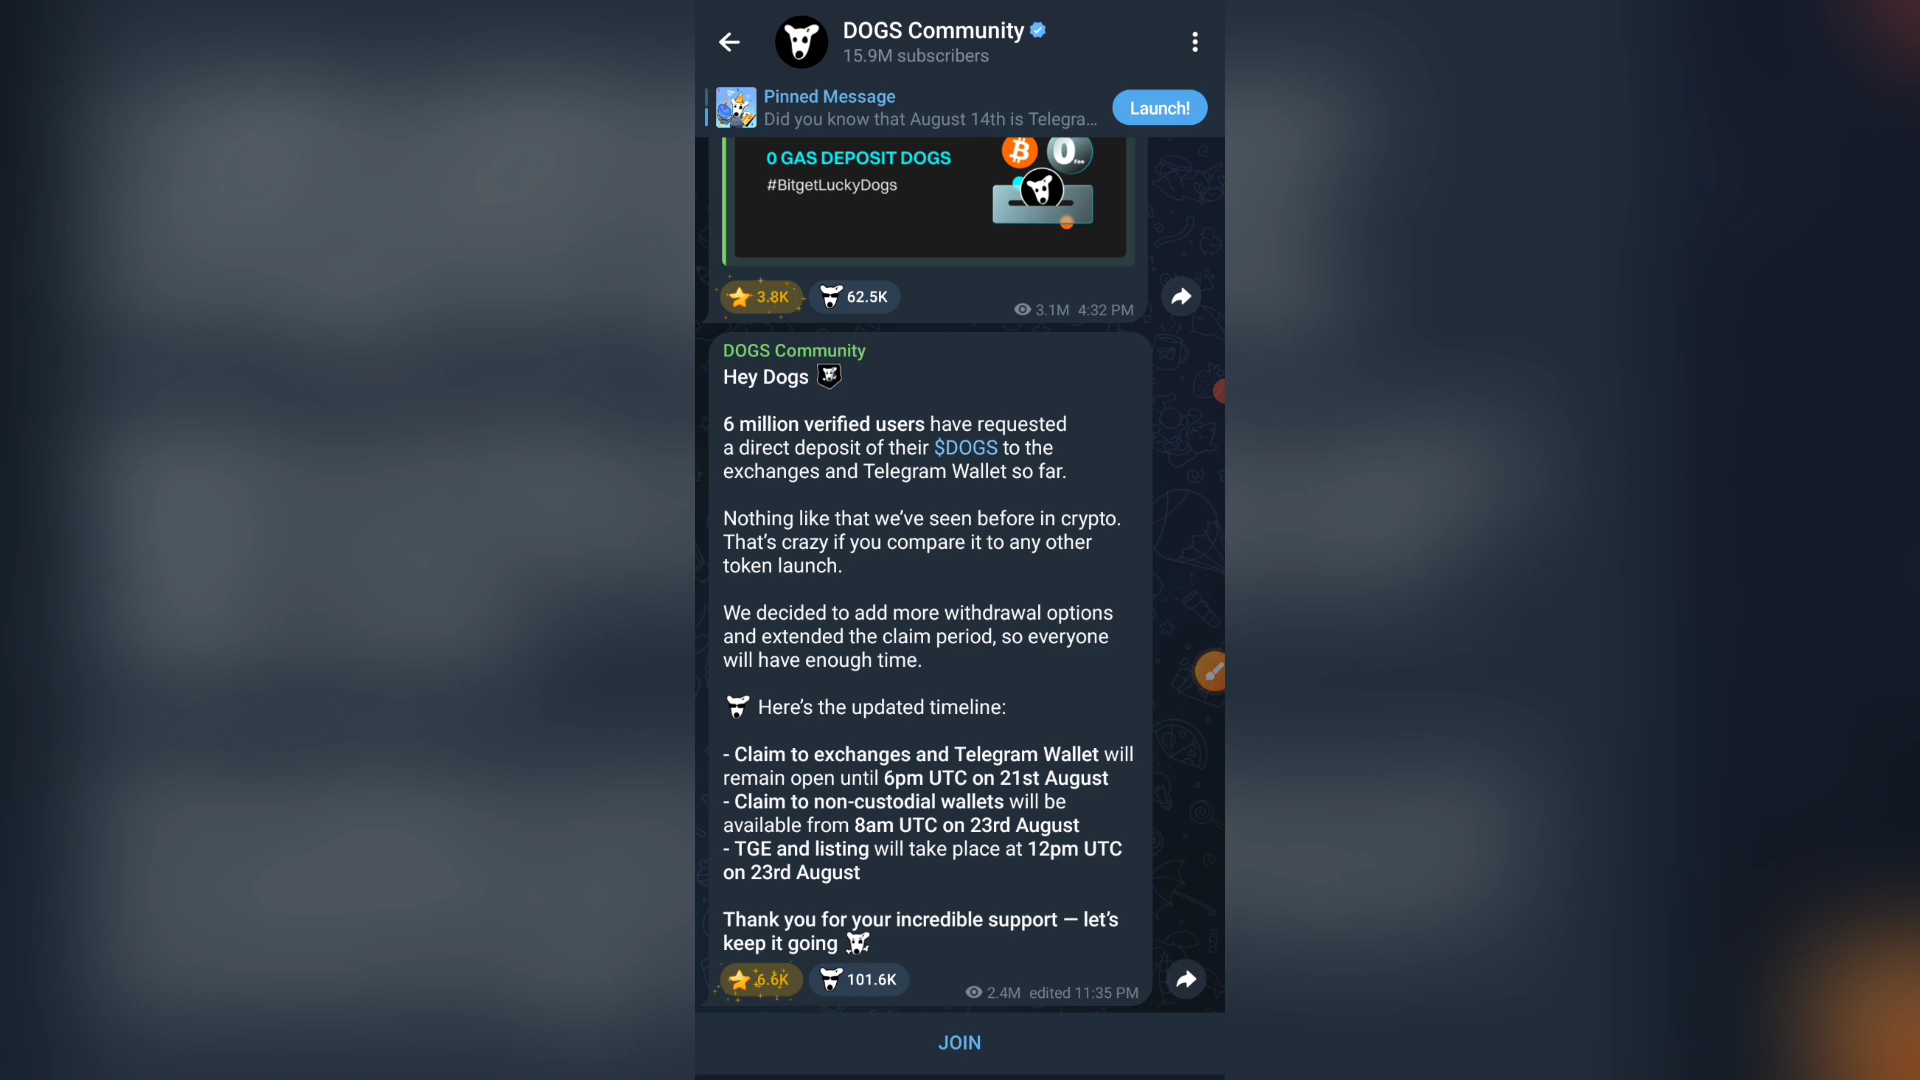 DOGS Community
15.9M subscribers
Pinned Message
Did you know that August 14th is Telegra...
Launch!
0 GAS DEPOSIT DOGS
#BitgetLuckyDogs
0 Fee
3.8K
62.5K
3.1M 4:32 PM
DOGS Community
Hey Dogs
6 million verified users have requested
a direct deposit of their $DOGS to the
exchanges and Telegram Wallet so far.
Nothing like that we’ve seen before in crypto.
That’s crazy if you compare it to any other
token launch.
We decided to add more withdrawal options
and extended the claim period, so everyone
will have enough time.
Here’s the updated timeline:
- Claim to exchanges and Telegram Wallet will
remain open until 6pm UTC on 21st August
- Claim to non-custodial wallets will be
available from 8am UTC on 23rd August
- TGE and listing will take place at 12pm UTC
on 23rd August
Thank you for your incredible support — let’s
keep it going
6.6K
101.6K
2.4M edited 11:35 PM
JOIN